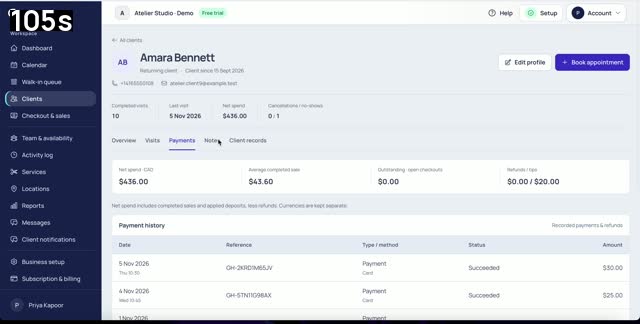 105s
Workspace
Dashboard
Calendar
Walk-in queue
Clients
Checkout & sales
Team & availability
Activity log
Services
Locations
Reports
Messages
Client notifications
Business setup
Subscription & billing
P Priya Kapoor
A Atelier Studio · Demo Free trial
Help Setup P Account
← All clients
AB
Amara Bennett
Returning client · Client since 15 Sept 2026
Edit profile + Book appointment
+14165550108 atelier.client9@example.test
Completed visits Last visit Net spend Cancellations / no-shows
10 5 Nov 2026 $436.00 0 / 1
Overview Visits Payments Notes Client records
Net spend · CAD Average completed sale Outstanding · open checkouts Refunds / tips
$436.00 $43.60 $0.00 $0.00 / $20.00
Net spend includes completed sales and applied deposits, less refunds. Currencies are kept separate.
Payment history Recorded payments & refunds
Date Reference Type / method Status Amount
5 Nov 2026 Payment
GH-2KRD1M65JV Succeeded $30.00
Thu 10:30 Card
4 Nov 2026 Payment
GH-5TN11G98AX Succeeded $25.00
Wed 10:45 Card
1 Nov 2026 Payment